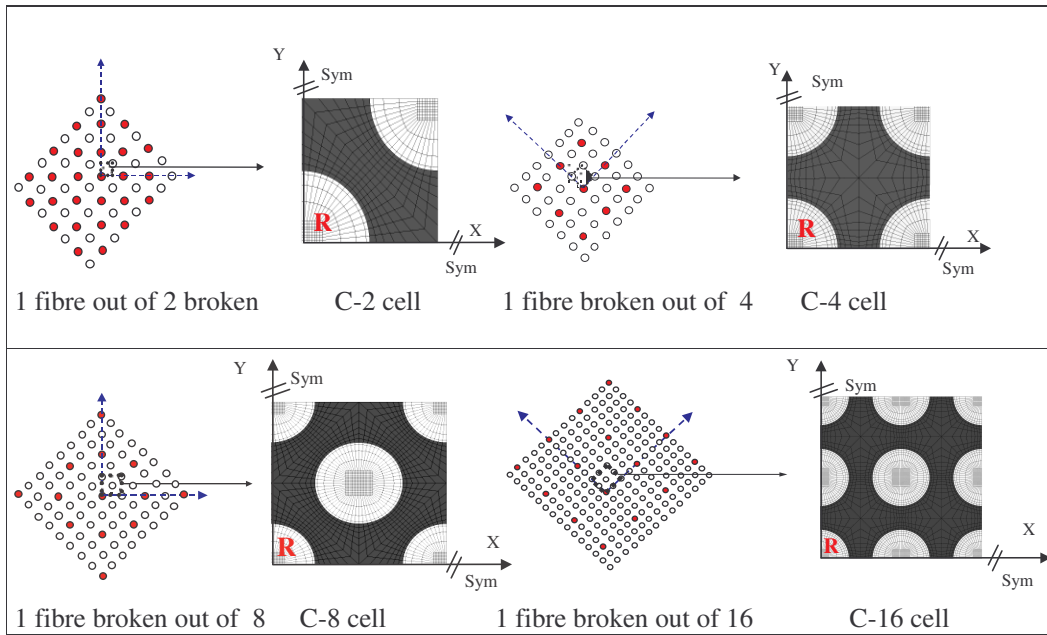 Y
Sym
R
X
Sym
Y
Sym
R
X
Sym
1 fibre out of 2 broken
C-2 cell
1 fibre broken out of 4
C-4 cell
Y
Sym
R
X
Sym
Y
Sym
R
X
Sym
1 fibre broken out of 8
C-8 cell
1 fibre broken out of 16
C-16 cell